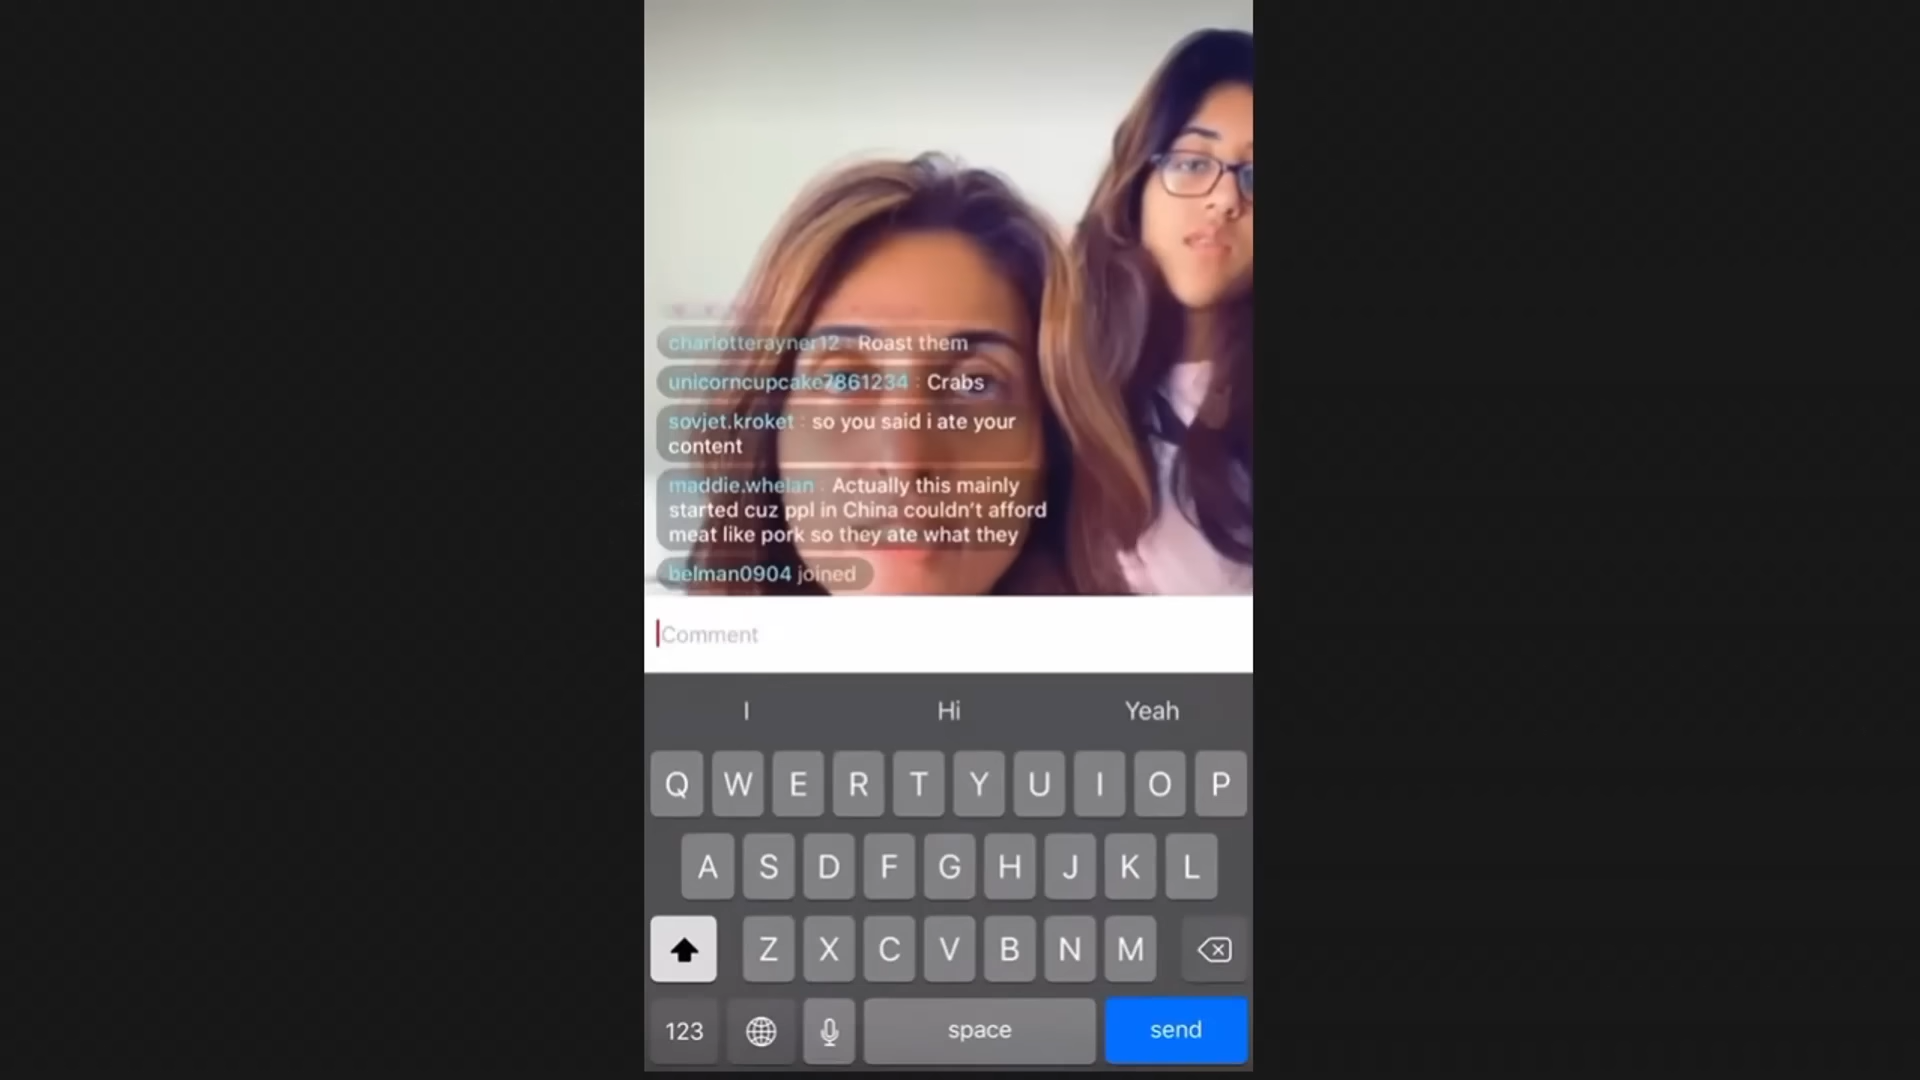 charlotterayner12 : Roast them
unicorncupcake7861234 : Crabs
sovjet.kroket : so you said i ate your
content
maddie.whelan : Actually this mainly
started cuz ppl in China couldn't afford
meat like pork so they ate what they
belman0904 joined
Comment
I Hi Yeah
Q W E R T Y U I O P
A S D F G H J K L
Z X C V B N M
123 space send